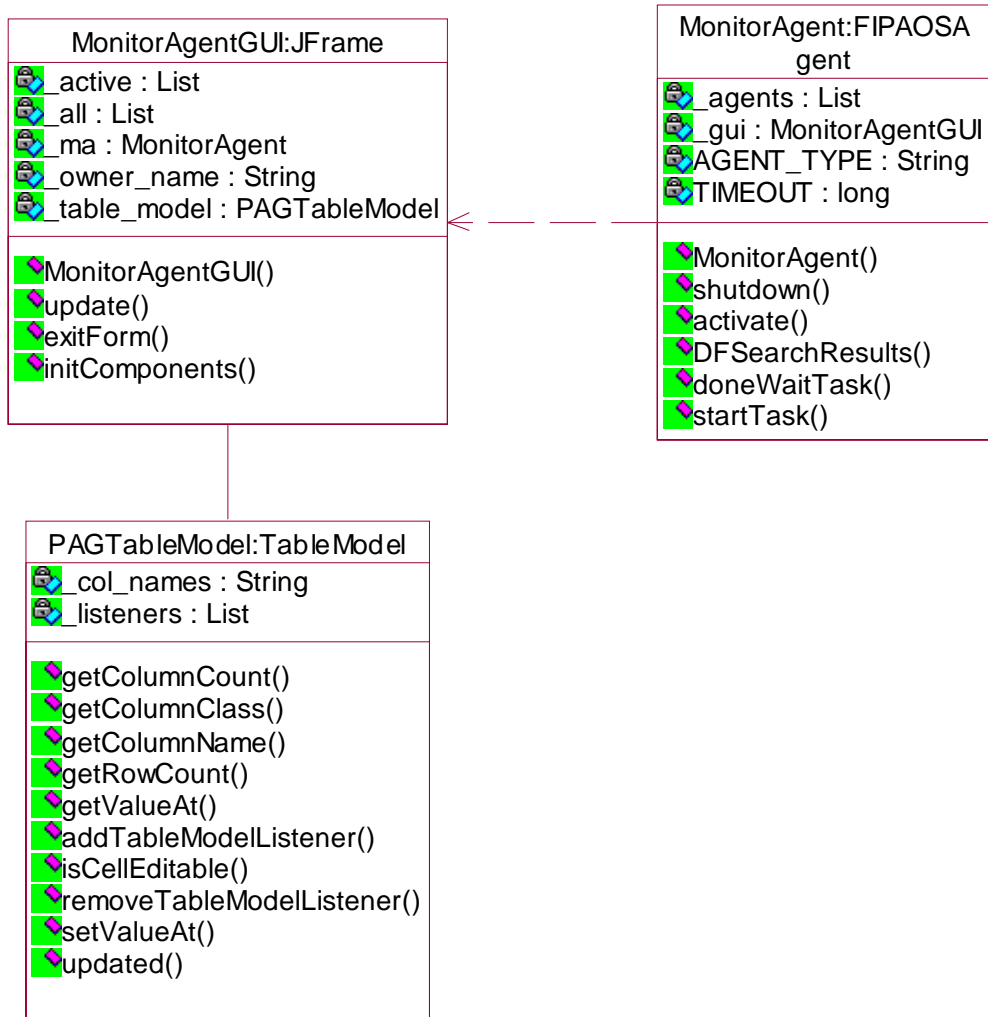 MonitorAgentGUI:JFrame
_active : List
_all : List
_ma : MonitorAgent
_owner_name : String
_table_model : PAGTableModel
MonitorAgentGUI()
update()
exitForm()
initComponents()
MonitorAgent:FIPAOSA
gent
_agents : List
_gui : MonitorAgentGUI
AGENT_TYPE : String
TIMEOUT : long
MonitorAgent()
shutdown()
activate()
DFSearchResults()
doneWaitTask()
startTask()
PAGTableModel:TableModel
_col_names : String
_listeners : List
getColumnCount()
getColumnClass()
getColumnName()
getRowCount()
getValueAt()
addTableModelListener()
isCellEditable()
removeTableModelListener()
setValueAt()
updated()